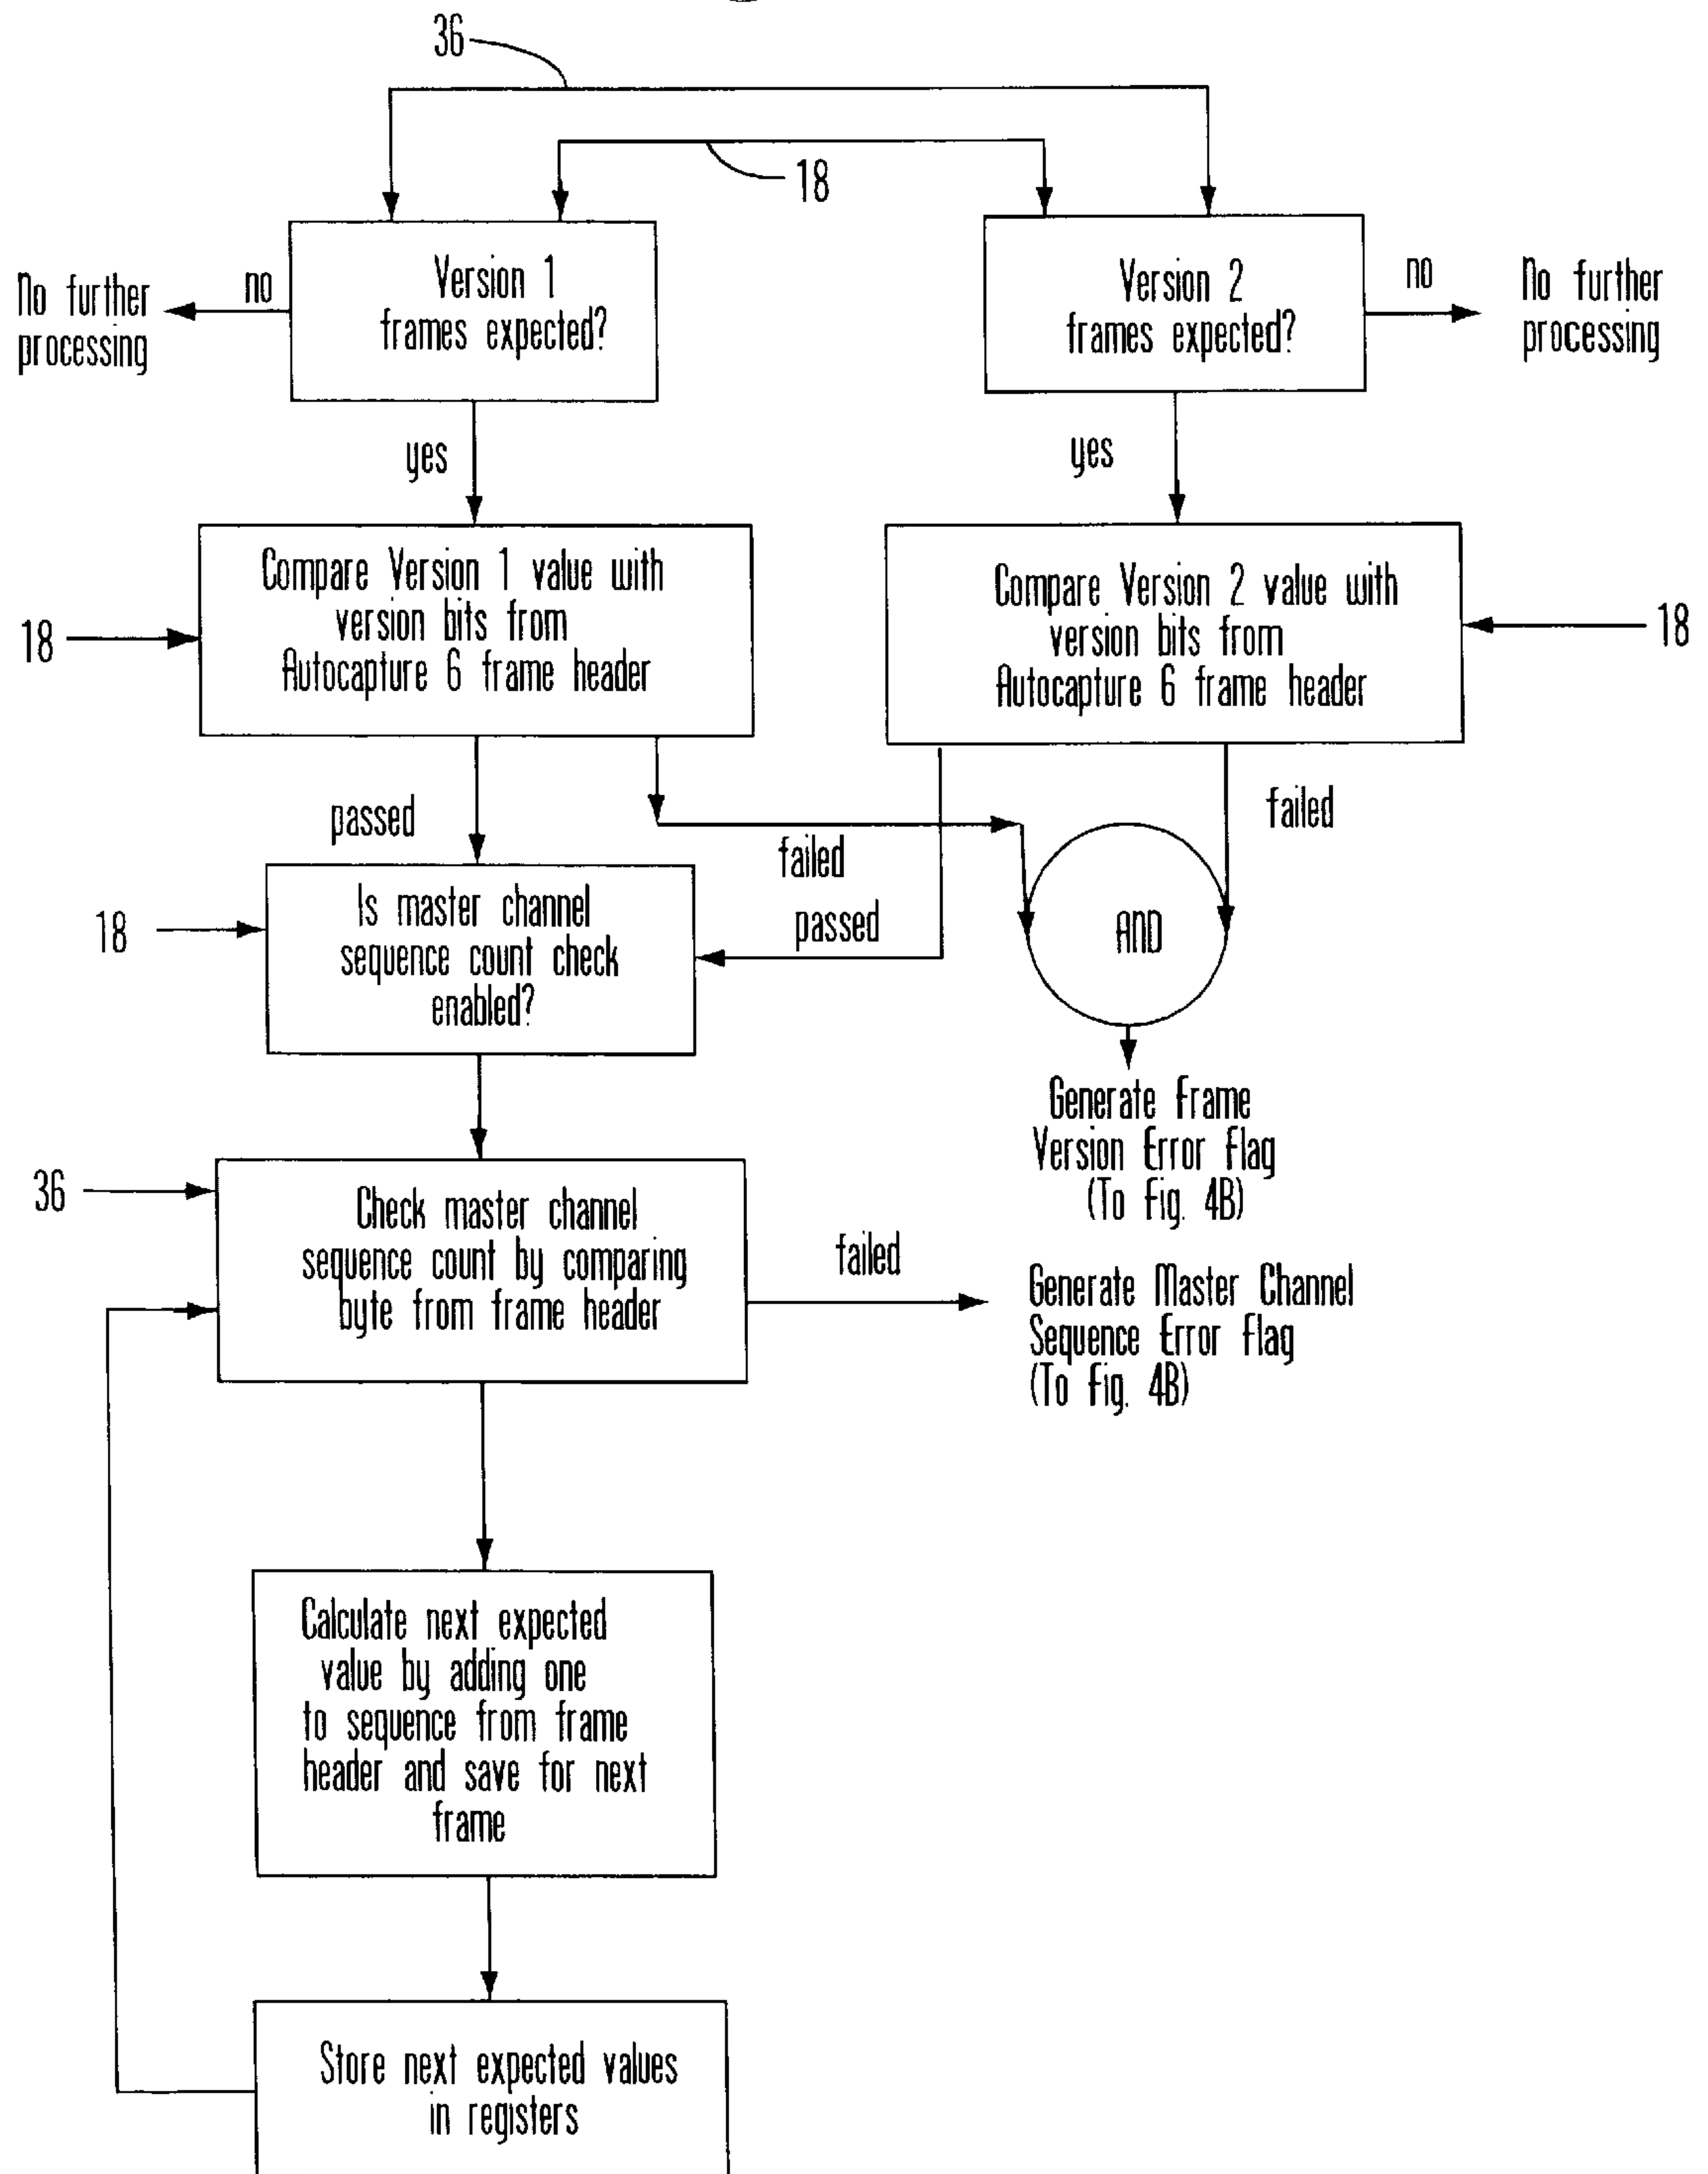 36
18
Version 1
frames expected?
no
No further
processing
Version 2
frames expected?
no
No further
processing
yes
yes
Compare Version 1 value with
version bits from
Autocapture 6 frame header
18
Compare Version 2 value with
version bits from
Autocapture 6 frame header
18
passed
failed
failed
passed
Is master channel
sequence count check
enabled?
18
AND
Generate Frame
Version Error Flag
(To Fig. 4B)
36
Check master channel
sequence count by comparing
byte from frame header
failed
Generate Master Channel
Sequence Error Flag
(To Fig. 4B)
Calculate next expected
value by adding one
to sequence from frame
header and save for next
frame
Store next expected values
in registers